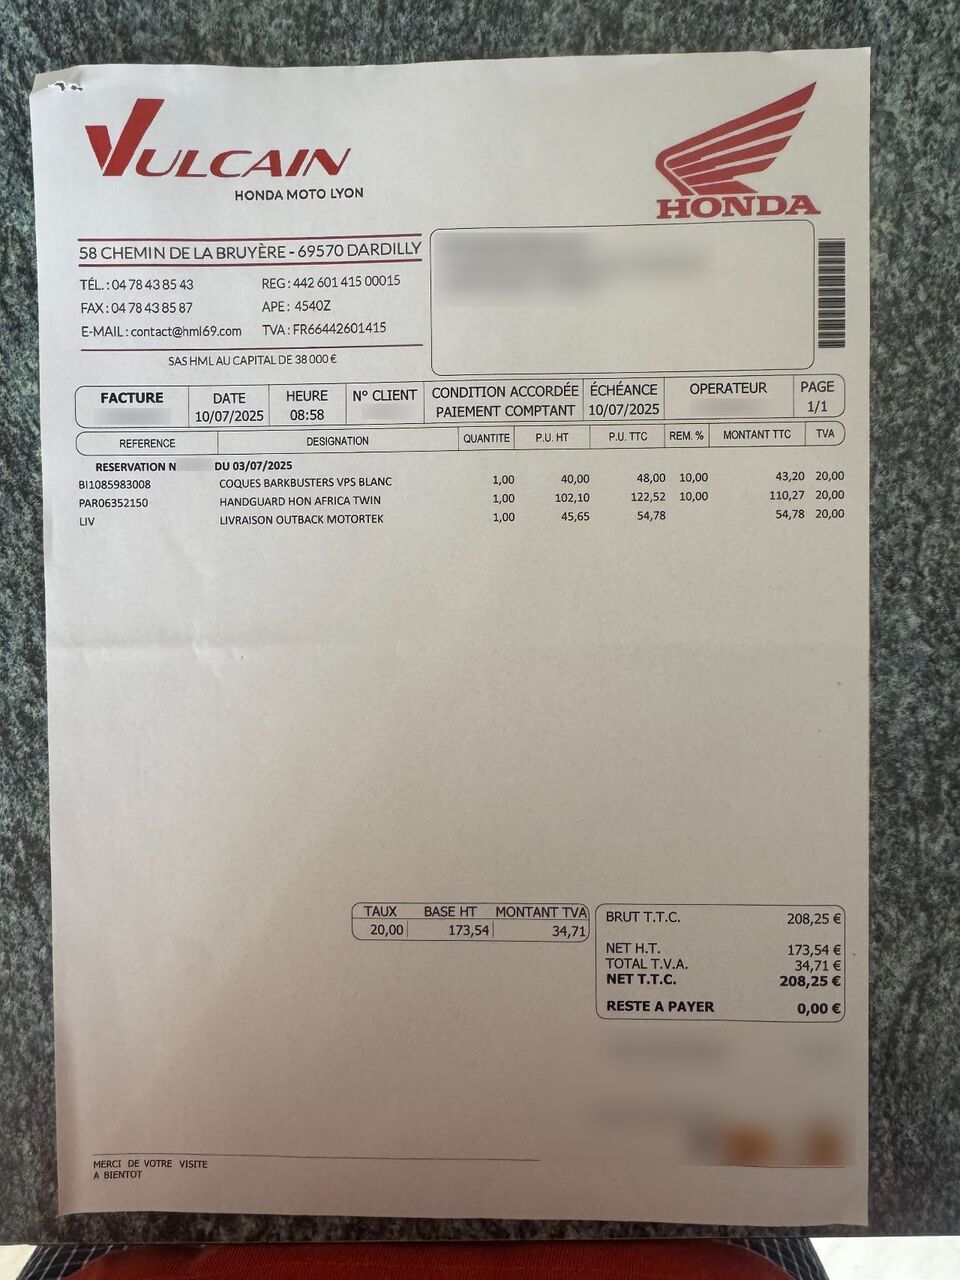 VULCAIN
HONDA MOTO LYON
HONDA
58 CHEMIN DE LA BRUYÈRE - 69570 DARDILLY
TÉL. : 04 78 43 85 43 REG : 442 601 415 00015
FAX : 04 78 43 85 87 APE : 4540Z
E-MAIL : contact@hml69.com TVA : FR66442601415
SAS HML AU CAPITAL DE 38 000 €
FACTURE DATE HEURE N° CLIENT CONDITION ACCORDÉE ÉCHÉANCE OPERATEUR PAGE
10/07/2025 08:58 PAIEMENT COMPTANT 10/07/2025 1/1
REFERENCE DESIGNATION QUANTITE P.U. HT P.U. TTC REM. % MONTANT TTC TVA
RESERVATION N DU 03/07/2025
BI1085983008 COQUES BARKBUSTERS VPS BLANC 1,00 40,00 48,00 10,00 43,20 20,00
PAR06352150 HANDGUARD HON AFRICA TWIN 1,00 102,10 122,52 10,00 110,27 20,00
LIV LIVRAISON OUTBACK MOTORTEK 1,00 45,65 54,78 54,78 20,00
TAUX BASE HT MONTANT TVA
20,00 173,54 34,71
BRUT T.T.C. 208,25 €
NET H.T. 173,54 €
TOTAL T.V.A. 34,71 €
NET T.T.C. 208,25 €
RESTE A PAYER 0,00 €
MERCI DE VOTRE VISITE
A BIENTOT